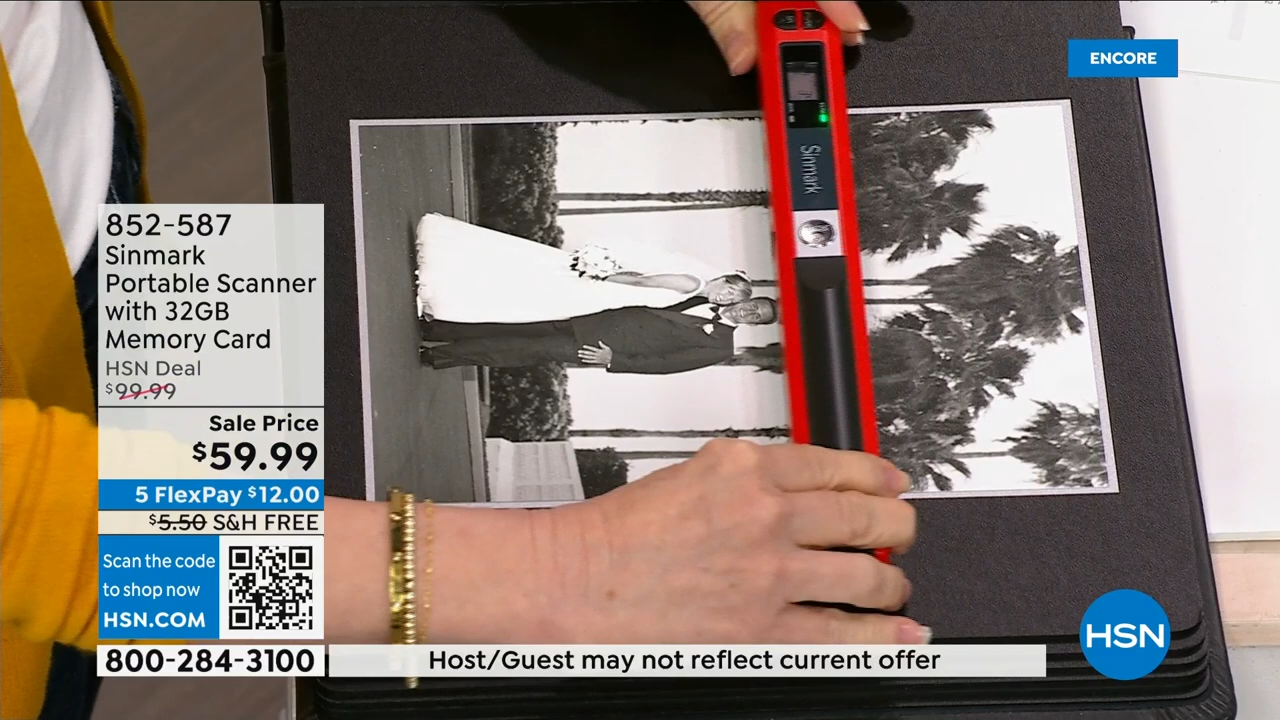 ENCORE
Sinmark
852-587
Sinmark
Portable Scanner
with 32GB
Memory Card
HSN Deal
$99.99
Sale Price
$59.99
5 FlexPay $12.00
$5.50 S&H FREE
Scan the code
to shop now
HSN.COM
800-284-3100
Host/Guest may not reflect current offer
HSN